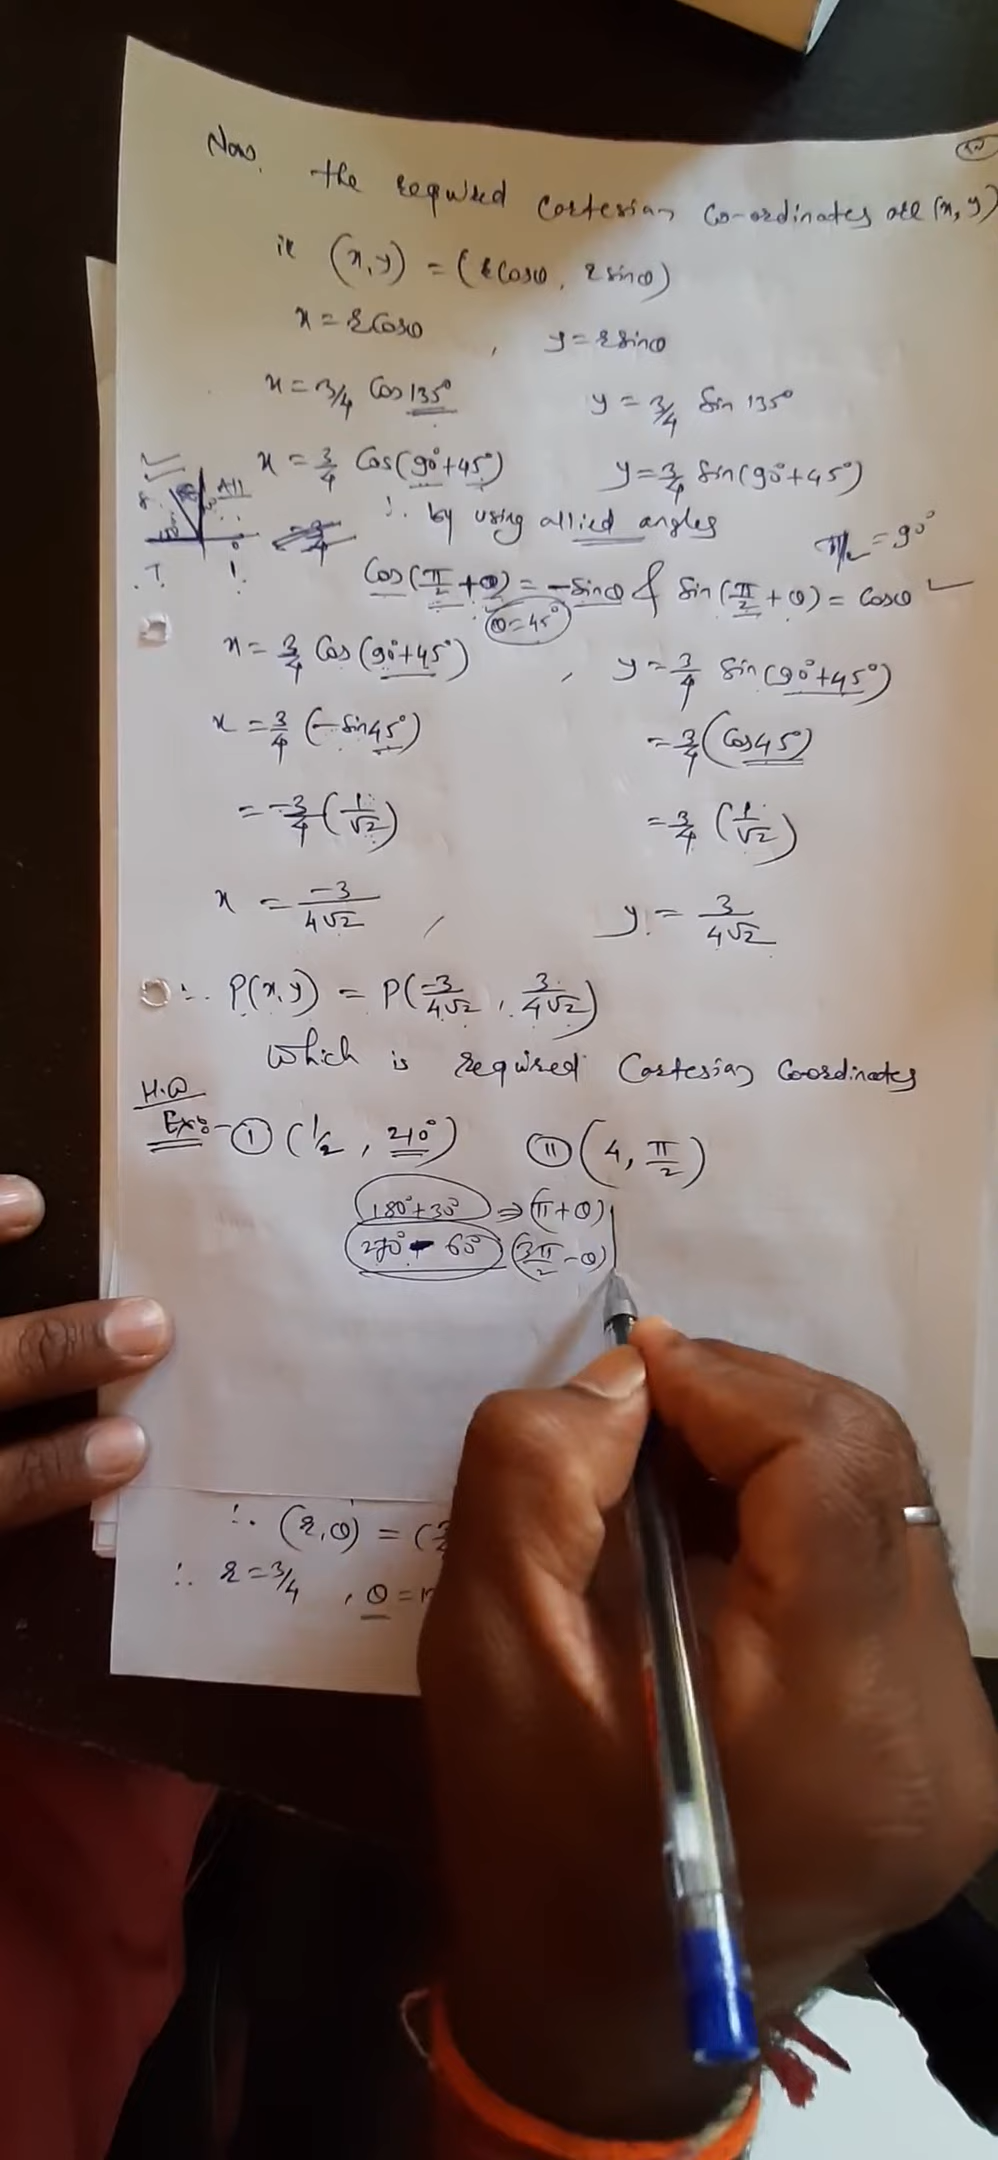 Now, the required Cartesian Co-ordinates are (x, y)
ie (x, y) = (r cosθ, r sinθ)
x = r cosθ , y = r sinθ
x = 3/4 Cos 135° y = 3/4 Sin 135°
x = 3/4 Cos(90°+45°) y = 3/4 Sin(90°+45°)
All
∴ by using allied angles π/2 = 90°
T
Cos(π/2 + θ) = -Sinθ & Sin(π/2 + θ) = Cosθ
θ=45°
x = 3/4 Cos(90°+45°) , y = 3/4 Sin(90°+45°)
x = 3/4 (-Sin45°) = 3/4 (Cos45°)
= -3/4 (1/√2) = 3/4 (1/√2)
x = -3/4√2 , y = 3/4√2
∴ P(x, y) = P(-3/4√2, 3/4√2)
Which is required Cartesian Coordinates
H.W
Ex:- ① (1/2, 210°) ⓘⓘ (4, π/2)
180°+30° ⇒ (π+θ)
270° - 60° (3π/2 - θ)
∴ (r, θ) = (
∴ r = 3/4 , θ =